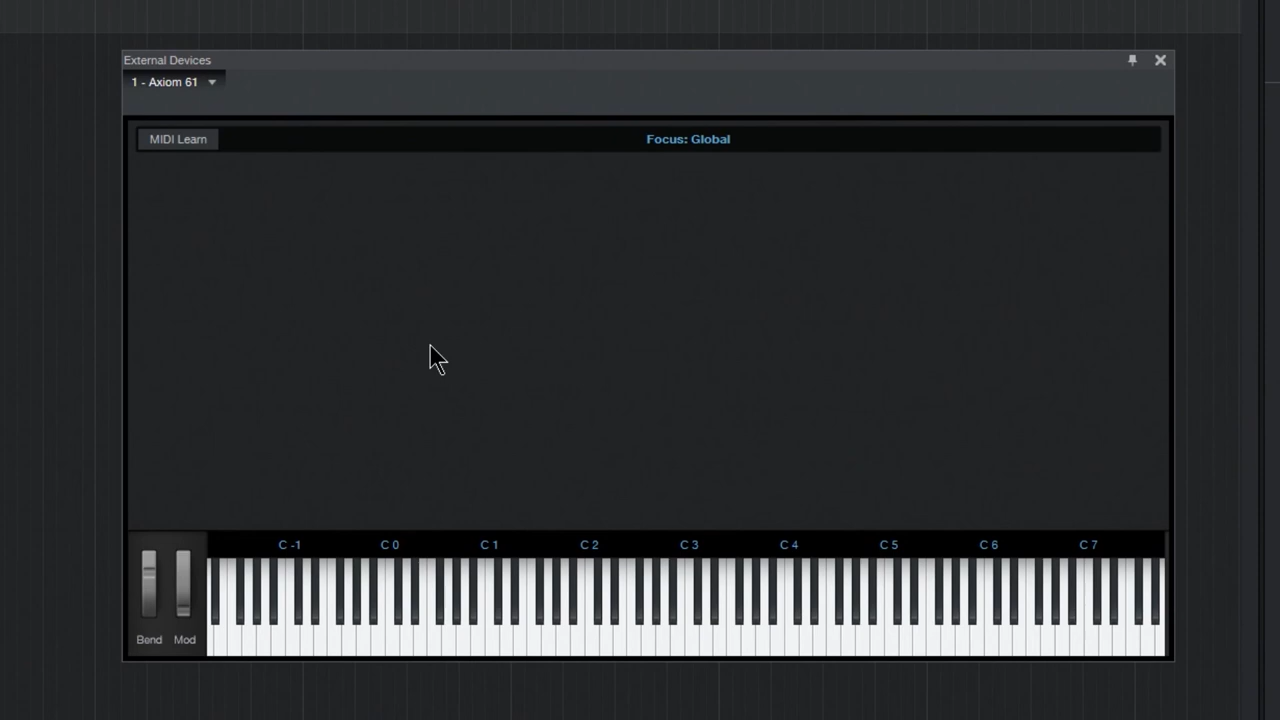 External Devices
1 - Axiom 61
MIDI Learn
Focus: Global
C -1 C 0 C 1 C 2 C 3 C 4 C 5 C 6 C 7
Bend Mod